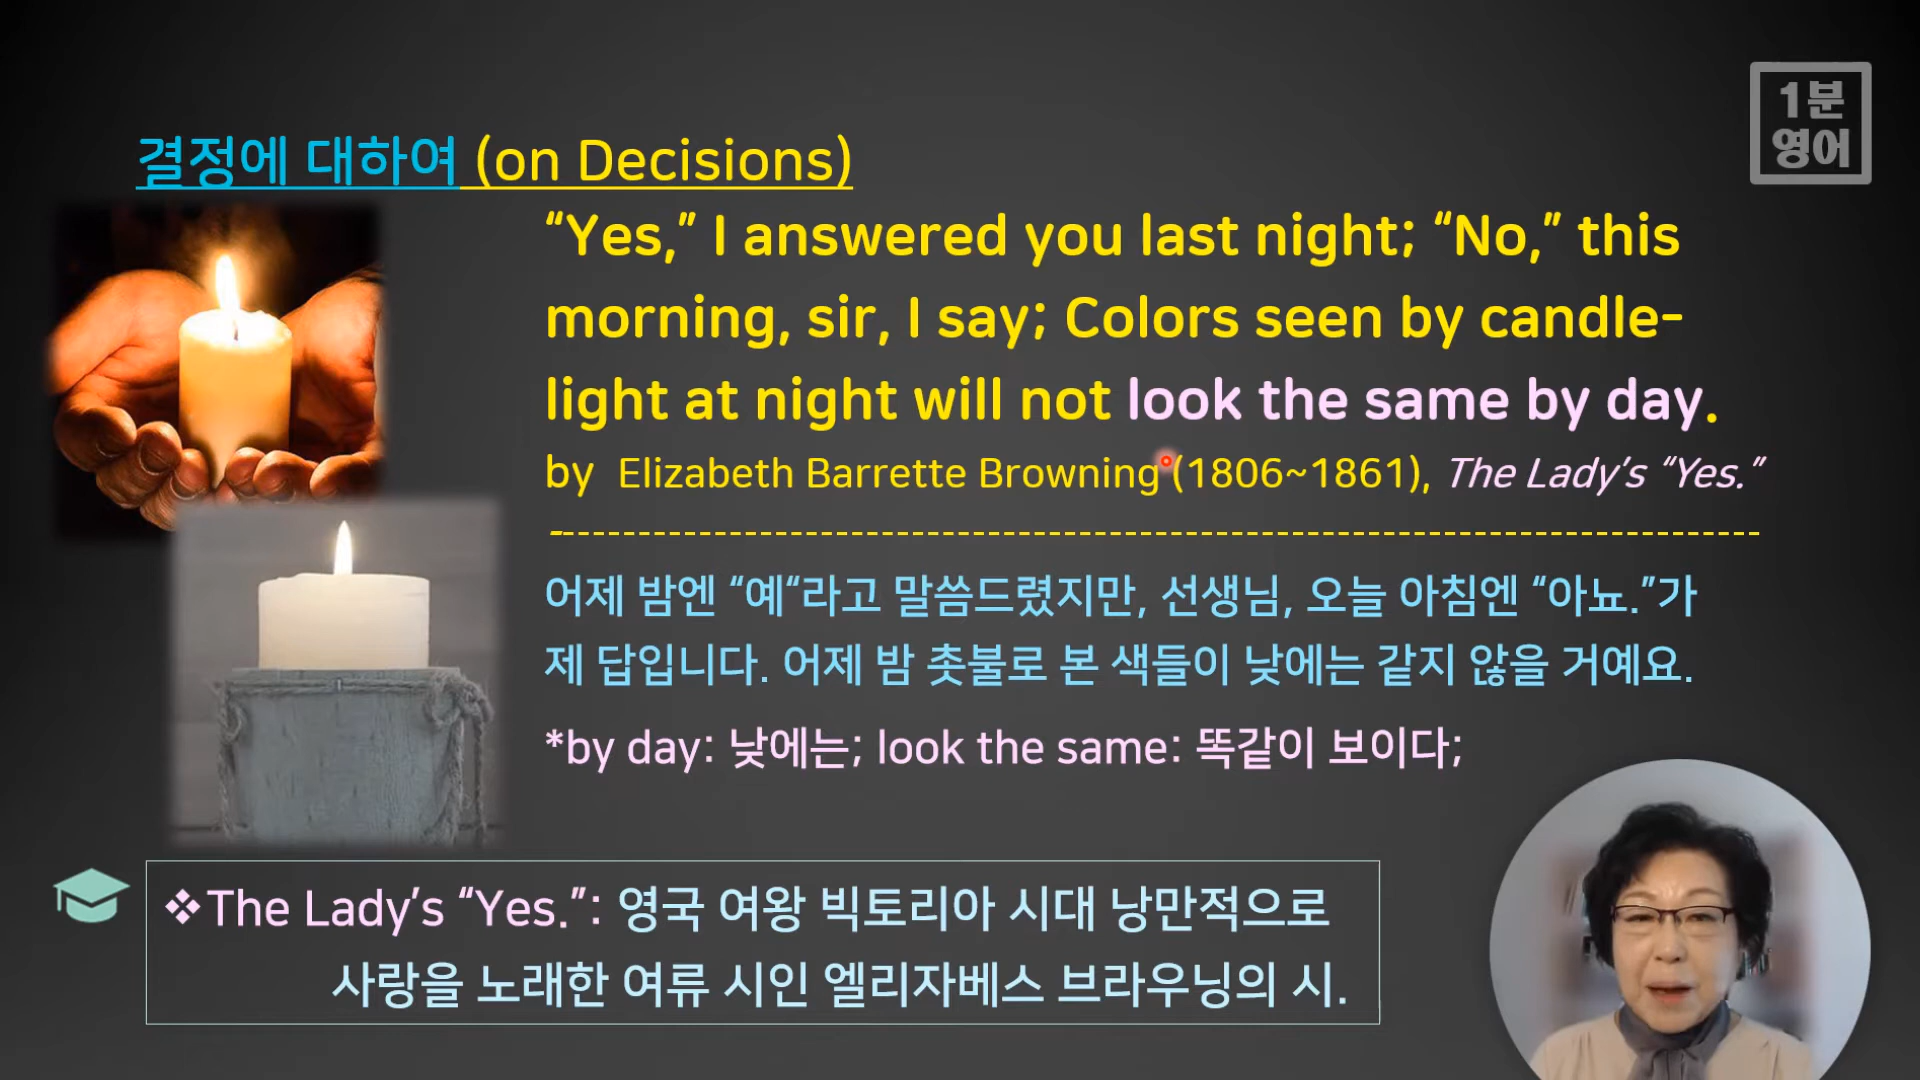 1분
영어
결정에 대하여 (on Decisions)
“Yes,” I answered you last night; “No,” this
morning, sir, I say; Colors seen by candle-
light at night will not look the same by day.
by Elizabeth Barrette Browning (1806~1861), The Lady’s “Yes.”
어제 밤엔 “예“라고 말씀드렸지만, 선생님, 오늘 아침엔 “아뇨.”가
제 답입니다. 어제 밤 촛불로 본 색들이 낮에는 같지 않을 거예요.
*by day: 낮에는; look the same: 똑같이 보이다;
❖The Lady’s “Yes.”: 영국 여왕 빅토리아 시대 낭만적으로
사랑을 노래한 여류 시인 엘리자베스 브라우닝의 시.